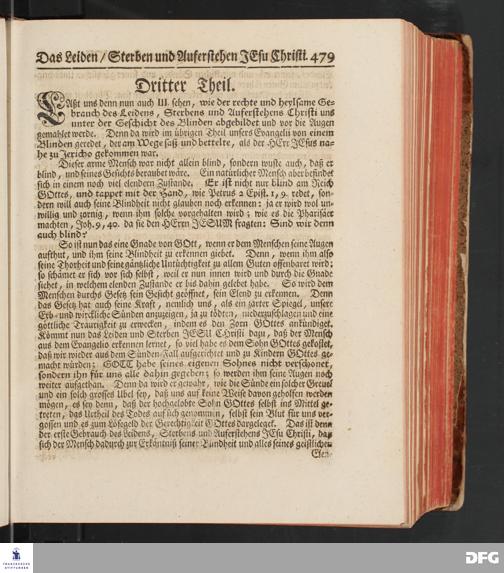 Das Leiden / Sterben und Auferstehen JEsu Christi. 479
Dritter Theil.
LAßt uns denn nun auch III. sehen, wie der rechte und heylsame Ge-
brauch des Leidens, Sterbens und Auferstehens Christi uns
unter der Geschicht des Blinden abgebildet und vor die Augen
gemahlet werde. Denn da wird im übrigen Theil unsers Evangelii von einem
Blinden geredet, der am Wege saß und bettelte, als der HErr JEsus na-
he zu Jericho gekommen war.
Dieser arme Mensch war nicht allein blind, sondern wuste auch, daß er
blind, und seines Gesichts beraubet wäre. Ein natürlicher Mensch aber befindet
sich in einem noch viel elendern Zustande. Er ist nicht nur blind am Reich
GOttes, und tappet mit der Hand, wie Petrus 2 Epist. 1, 9. redet, son-
dern will auch seine Blindheit nicht glauben noch erkennen: ja er wird wol un-
willig und zornig, wenn ihm solche vorgehalten wird; wie es die Pharisäer
machten, Joh. 9, 40. da sie den HErrn JESUM fragten: Sind wir denn
auch blind?
So ist nun das eine Gnade von GOtt, wenn er dem Menschen seine Augen
aufthut, und ihm seine Blindheit zu erkennen giebet. Denn, wenn ihm also
seine Thorheit und seine gäntzliche Untüchtigkeit zu allem Guten offenbaret wird;
so schämet er sich vor sich selbst, weil er nun innen wird und durch die Gnade
siehet, in welchem elenden Zustande er bis dahin gelebet habe. So wird dem
Menschen durchs Gesetz sein Gesicht geöffnet, sein Elend zu erkennen. Denn
das Gesetz hat auch seine Kraft, nemlich uns, als ein zarter Spiegel, unsere
Erb- und wirckliche Sünden anzuzeigen, ja zu tödten, niederzuschlagen und eine
göttliche Traurigkeit zu erwecken, indem es den Zorn GOttes ankündiget.
Kömmt nun das Leiden und Sterben JESU Christi dazu, daß der Mensch
aus dem Evangelio erkennen lernet, so viel habe es dem Sohn GOttes gekostet,
daß wir wieder aus dem Sünden-Fall aufgerichtet und zu Kindern GOttes ge-
macht würden; GOTT habe seines eigenen Sohnes nicht verschonet,
sondern ihn für uns alle dahin gegeben; so werden ihm seine Augen noch
weiter aufgethan. Denn da wird er gewahr, wie die Sünde ein solcher Greuel
und ein solch grosses Ubel sey, daß uns auf keine Weise davon geholfen werden
mögen, es sey denn, daß der hochgelobte Sohn GOttes selbst ins Mittel ge-
treten, das Urtheil des Todes auf sich genommen, selbst sein Blut für uns ver-
gossen und es zum Lösegeld der Gerechtigkeit GOttes dargeleget. Das ist denn
der erste Gebrauch des Leidens, Sterbens und Auferstehens JEsu Christi, daß
sich der Mensch dadurch zur Erkäntniß seiner Blindheit und alles seines geistlichen
Elen-
FRANCKESCHE
STIFTUNGEN
DFG